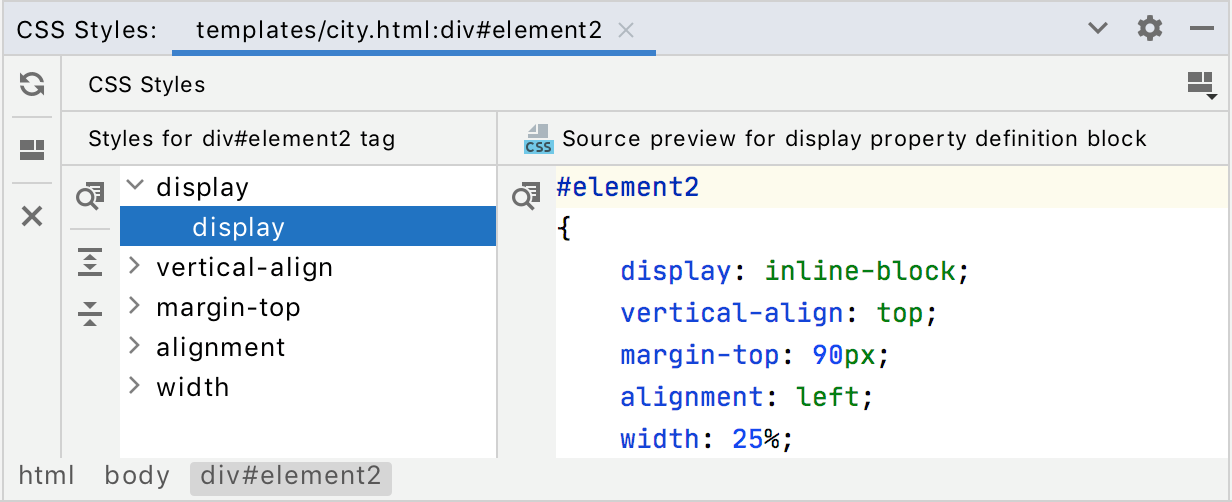 CSS Styles: templates/city.html:div#element2
CSS Styles
Styles for div#element2 tag
display
display
vertical-align
margin-top
alignment
width
CSS Source preview for display property definition block
#element2
{
display: inline-block;
vertical-align: top;
margin-top: 90px;
alignment: left;
width: 25%;
html body div#element2